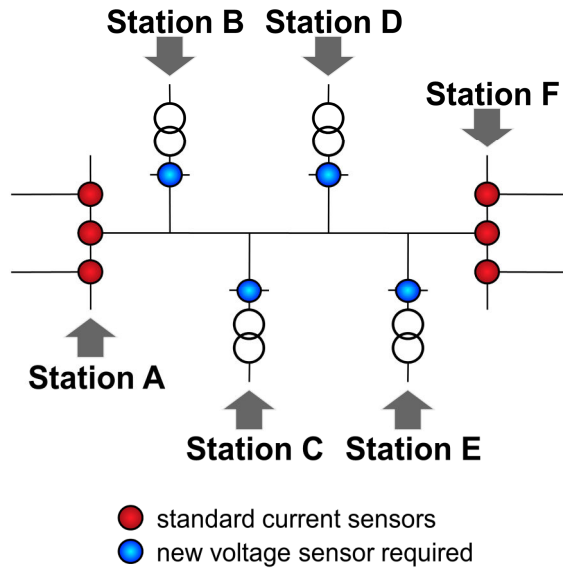 Station B
Station D
Station F
Station A
Station C
Station E
standard current sensors
new voltage sensor required